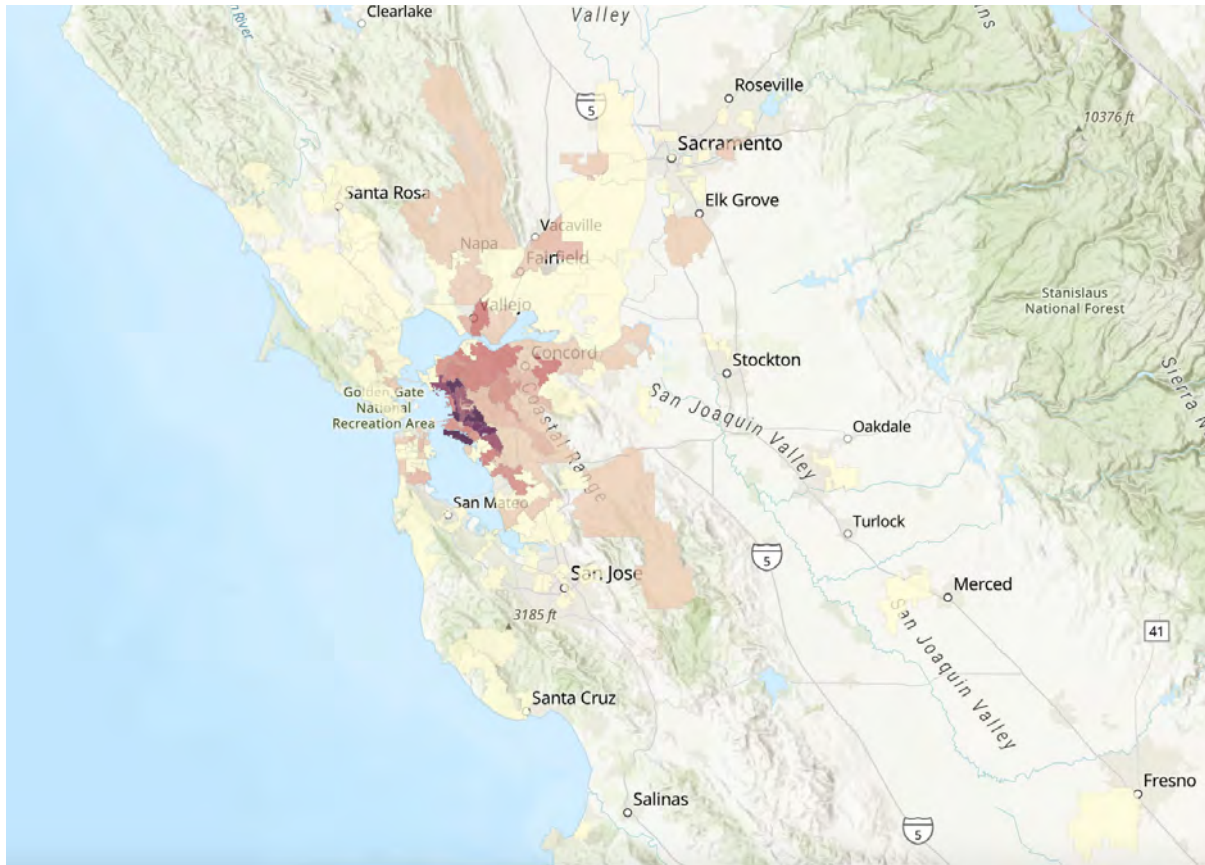 Clearlake
Valley
River
Roseville
5
10376 ft
Sacramento
Santa Rosa
Elk Grove
Vacaville
Napa
Fairfield
Stanislaus
National Forest
Vallejo
Concord
Stockton
Golden Gate
National
Recreation Area
Coastal Range
San Joaquin Valley
Oakdale
Sierra N
San Mateo
Turlock
5
San Jose
Merced
3185 ft
41
San Joaquin Valley
Santa Cruz
Fresno
Salinas
5